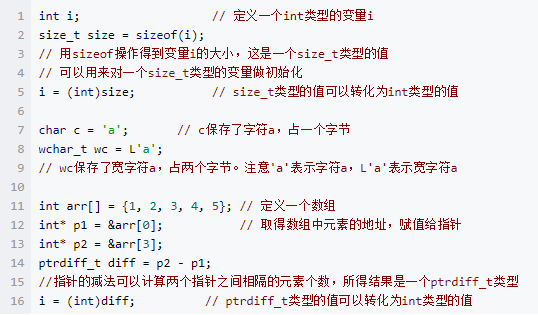 1 int i; // 定义一个int类型的变量i
2 size_t size = sizeof(i);
3 // 用sizeof操作得到变量i的大小，这是一个size_t类型的值
4 // 可以用来对一个size_t类型的变量做初始化
5 i = (int)size; // size_t类型的值可以转化为int类型的值
6
7 char c = 'a'; // c保存了字符a，占一个字节
8 wchar_t wc = L'a';
9 // wc保存了宽字符a，占两个字节。注意'a'表示字符a，L'a'表示宽字符a
10
11 int arr[] = {1, 2, 3, 4, 5}; // 定义一个数组
12 int* p1 = &arr[0]; // 取得数组中元素的地址，赋值给指针
13 int* p2 = &arr[3];
14 ptrdiff_t diff = p2 - p1;
15 //指针的减法可以计算两个指针之间相隔的元素个数，所得结果是一个ptrdiff_t类型
16 i = (int)diff; // ptrdiff_t类型的值可以转化为int类型的值